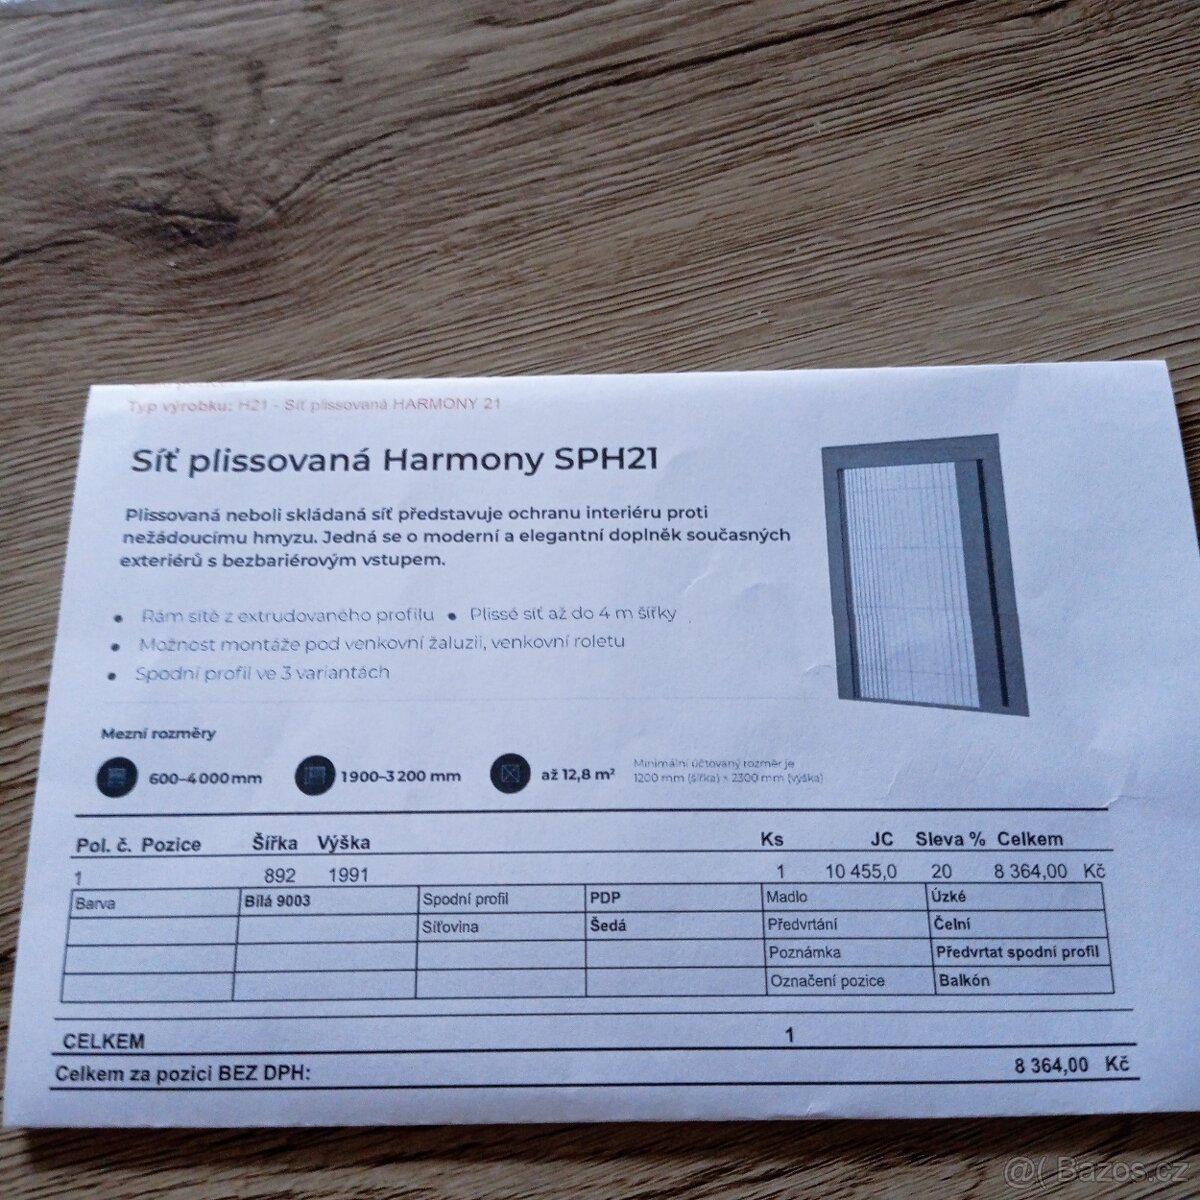 Typ výrobku: H21 - Síť plissovaná HARMONY 21
Síť plissovaná Harmony SPH21
Plissovaná neboli skládaná síť představuje ochranu interiéru proti
nežádoucímu hmyzu. Jedná se o moderní a elegantní doplněk současných
exteriérů s bezbariérovým vstupem.
• Rám sítě z extrudovaného profilu • Plissé síť až do 4 m šířky
• Možnost montáže pod venkovní žaluzii, venkovní roletu
• Spodní profil ve 3 variantách
Mezní rozměry
600–4 000 mm 1 900–3 200 mm až 12,8 m² Minimální účtovaný rozměr je
1200 mm (šířka) × 2300 mm (výška)
Pol. č. Pozice Šířka Výška Ks JC Sleva % Celkem
1 892 1991 1 10 455,0 20 8 364,00 Kč
Barva Bílá 9003 Spodní profil PDP Madlo Úzké
Síťovina Šedá Předvrtání Čelní
Poznámka Předvrtat spodní profil
Označení pozice Balkón
CELKEM 1
Celkem za pozici BEZ DPH: 8 364,00 Kč
@( Bazos.cz